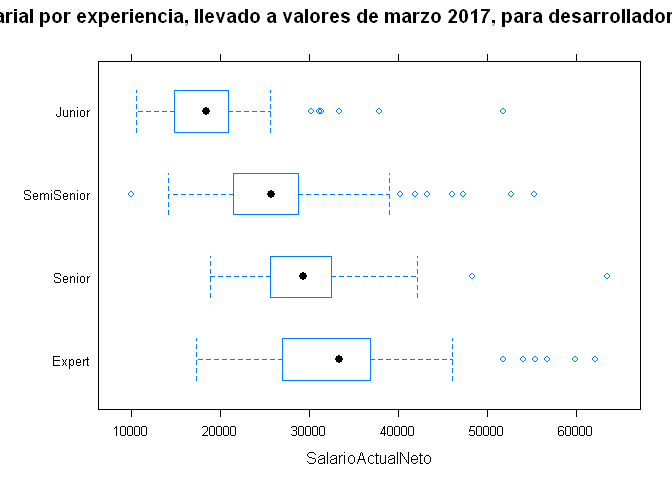 arial por experiencia, llevado a valores de marzo 2017, para desarrollador
Junior
SemiSenior
Senior
Expert
10000 20000 30000 40000 50000 60000
SalarioActualNeto